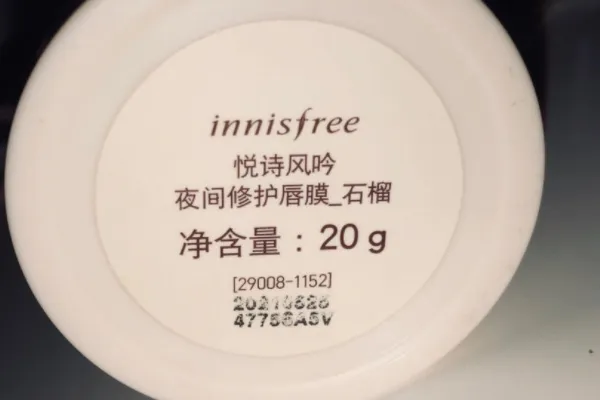 innisfree
悦诗风吟
夜间修护唇膜_石榴
净含量：20 g
[29008-1152]